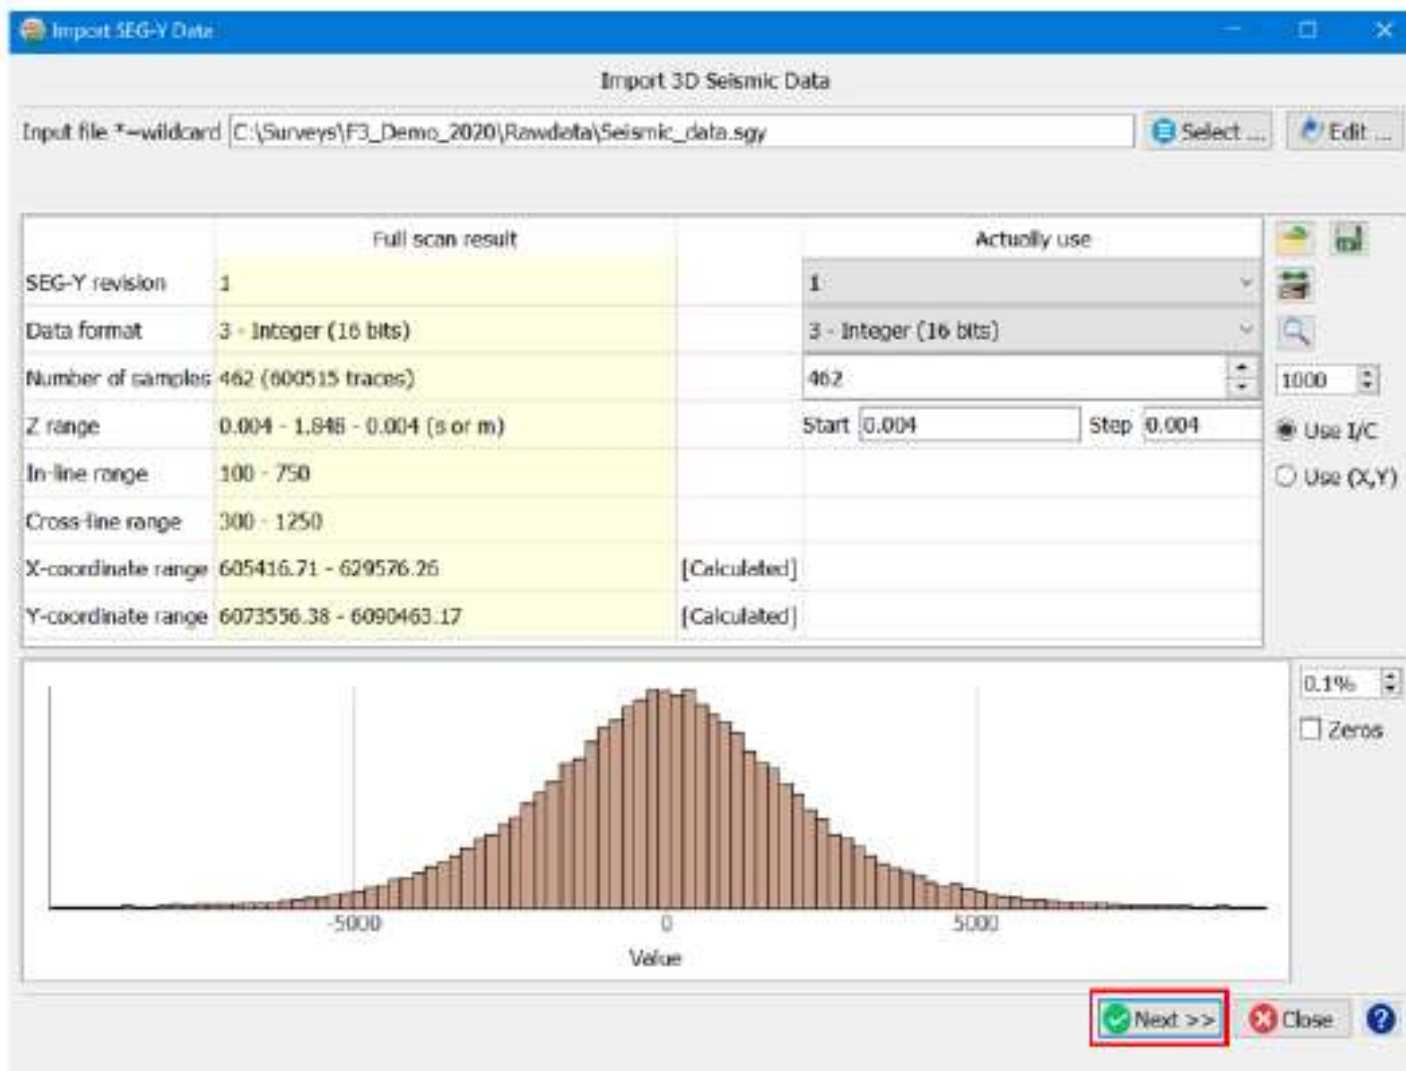 Import SEG-Y Data
Import 3D Seismic Data
Input file *=wildcard C:\Surveys\F3_Demo_2020\Rawdata\Seismic_data.sgy Select ... Edit ...
Full scan result Actually use
SEG-Y revision 1 1
Data format 3 - Integer (16 bits) 3 - Integer (16 bits)
Number of samples 462 (600515 traces) 462 1000
Z range 0.004 - 1.848 - 0.004 (s or m) Start 0.004 Step 0.004 Use I/C
In-line range 100 - 750 Use (X,Y)
Cross-line range 300 - 1250
X-coordinate range 605416.71 - 629576.26 [Calculated]
Y-coordinate range 6073556.38 - 6090463.17 [Calculated]
0.1%
Zeros
-5000 0 5000
Value
Next >> Close ?